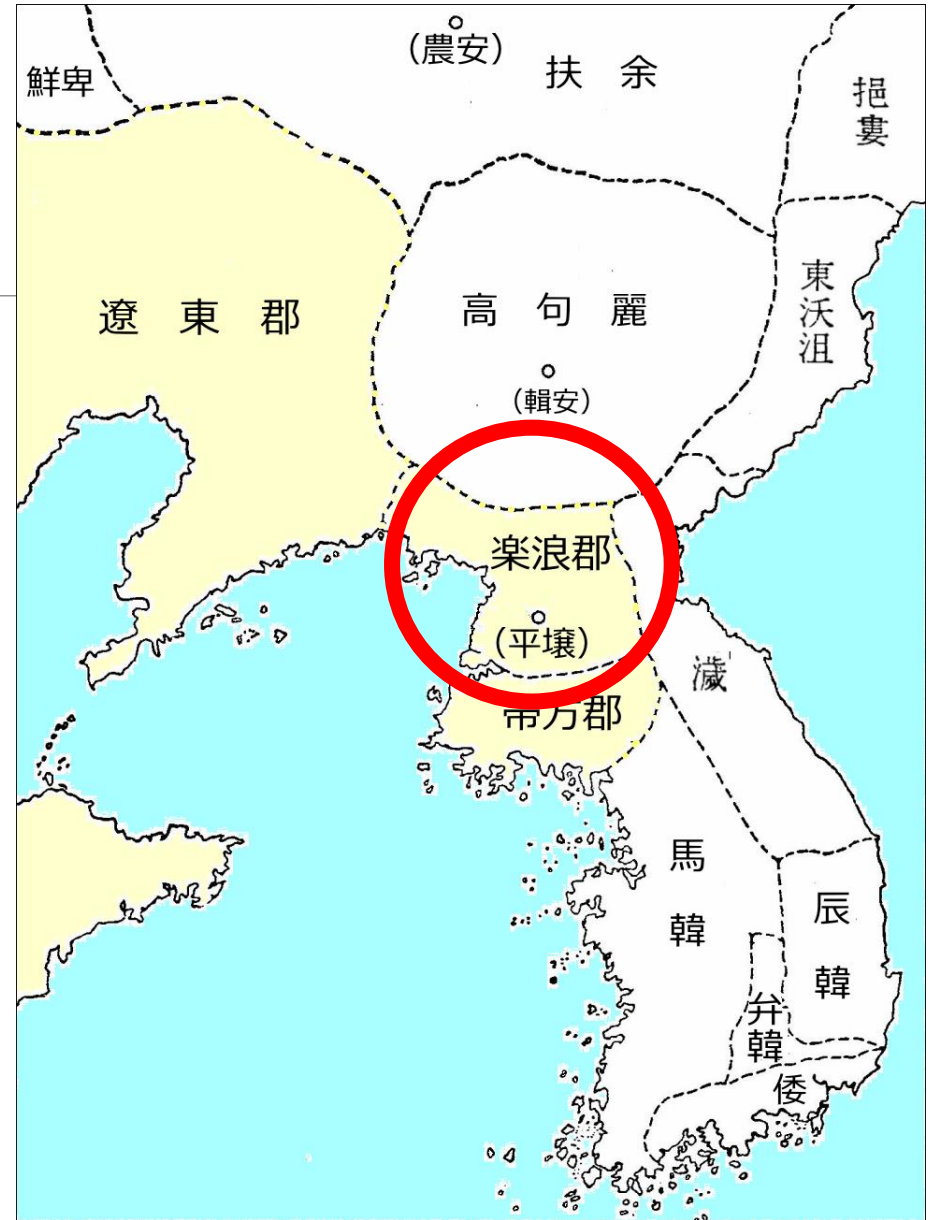 (農安)
扶余
鮮卑
挹婁
東沃沮
遼東郡
高句麗
(輯安)
楽浪郡
(平壌)
濊
帯方郡
馬韓
辰韓
弁韓
倭